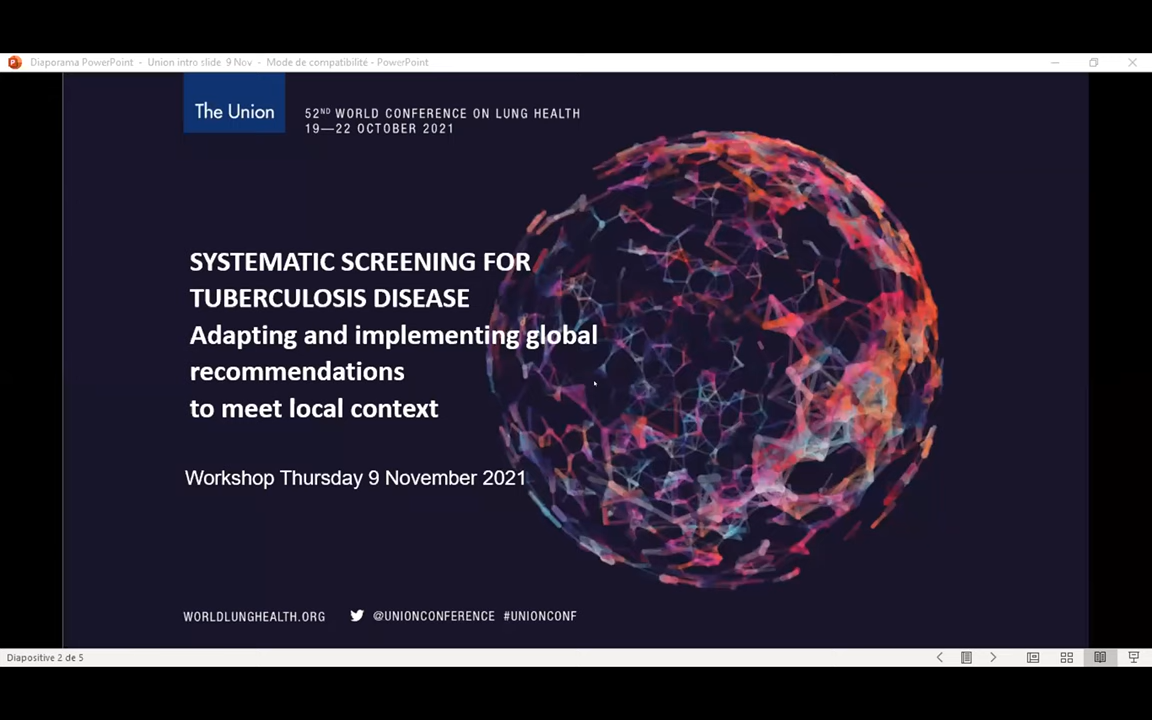 Diaporama PowerPoint - Union intro slide 9 Nov - Mode de compatibilité - PowerPoint
The Union
52ND WORLD CONFERENCE ON LUNG HEALTH
19—22 OCTOBER 2021
SYSTEMATIC SCREENING FOR
TUBERCULOSIS DISEASE
Adapting and implementing global
recommendations
to meet local context
Workshop Thursday 9 November 2021
WORLDLUNGHEALTH.ORG @UNIONCONFERENCE #UNIONCONF
Diapositive 2 de 5